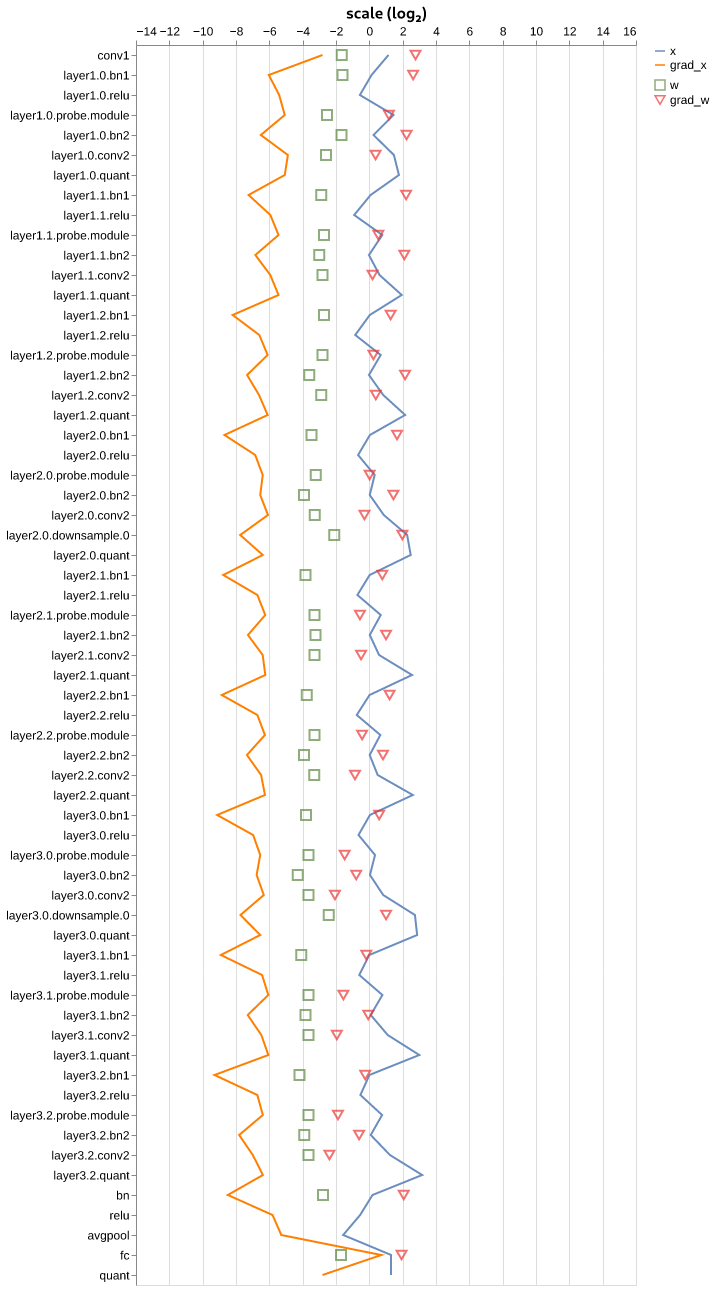 scale (log₂)
−14 −12 −10 −8 −6 −4 −2 0 2 4 6 8 10 12 14 16
x
grad_x
w
grad_w
conv1
layer1.0.bn1
layer1.0.relu
layer1.0.probe.module
layer1.0.bn2
layer1.0.conv2
layer1.0.quant
layer1.1.bn1
layer1.1.relu
layer1.1.probe.module
layer1.1.bn2
layer1.1.conv2
layer1.1.quant
layer1.2.bn1
layer1.2.relu
layer1.2.probe.module
layer1.2.bn2
layer1.2.conv2
layer1.2.quant
layer2.0.bn1
layer2.0.relu
layer2.0.probe.module
layer2.0.bn2
layer2.0.conv2
layer2.0.downsample.0
layer2.0.quant
layer2.1.bn1
layer2.1.relu
layer2.1.probe.module
layer2.1.bn2
layer2.1.conv2
layer2.1.quant
layer2.2.bn1
layer2.2.relu
layer2.2.probe.module
layer2.2.bn2
layer2.2.conv2
layer2.2.quant
layer3.0.bn1
layer3.0.relu
layer3.0.probe.module
layer3.0.bn2
layer3.0.conv2
layer3.0.downsample.0
layer3.0.quant
layer3.1.bn1
layer3.1.relu
layer3.1.probe.module
layer3.1.bn2
layer3.1.conv2
layer3.1.quant
layer3.2.bn1
layer3.2.relu
layer3.2.probe.module
layer3.2.bn2
layer3.2.conv2
layer3.2.quant
bn
relu
avgpool
fc
quant